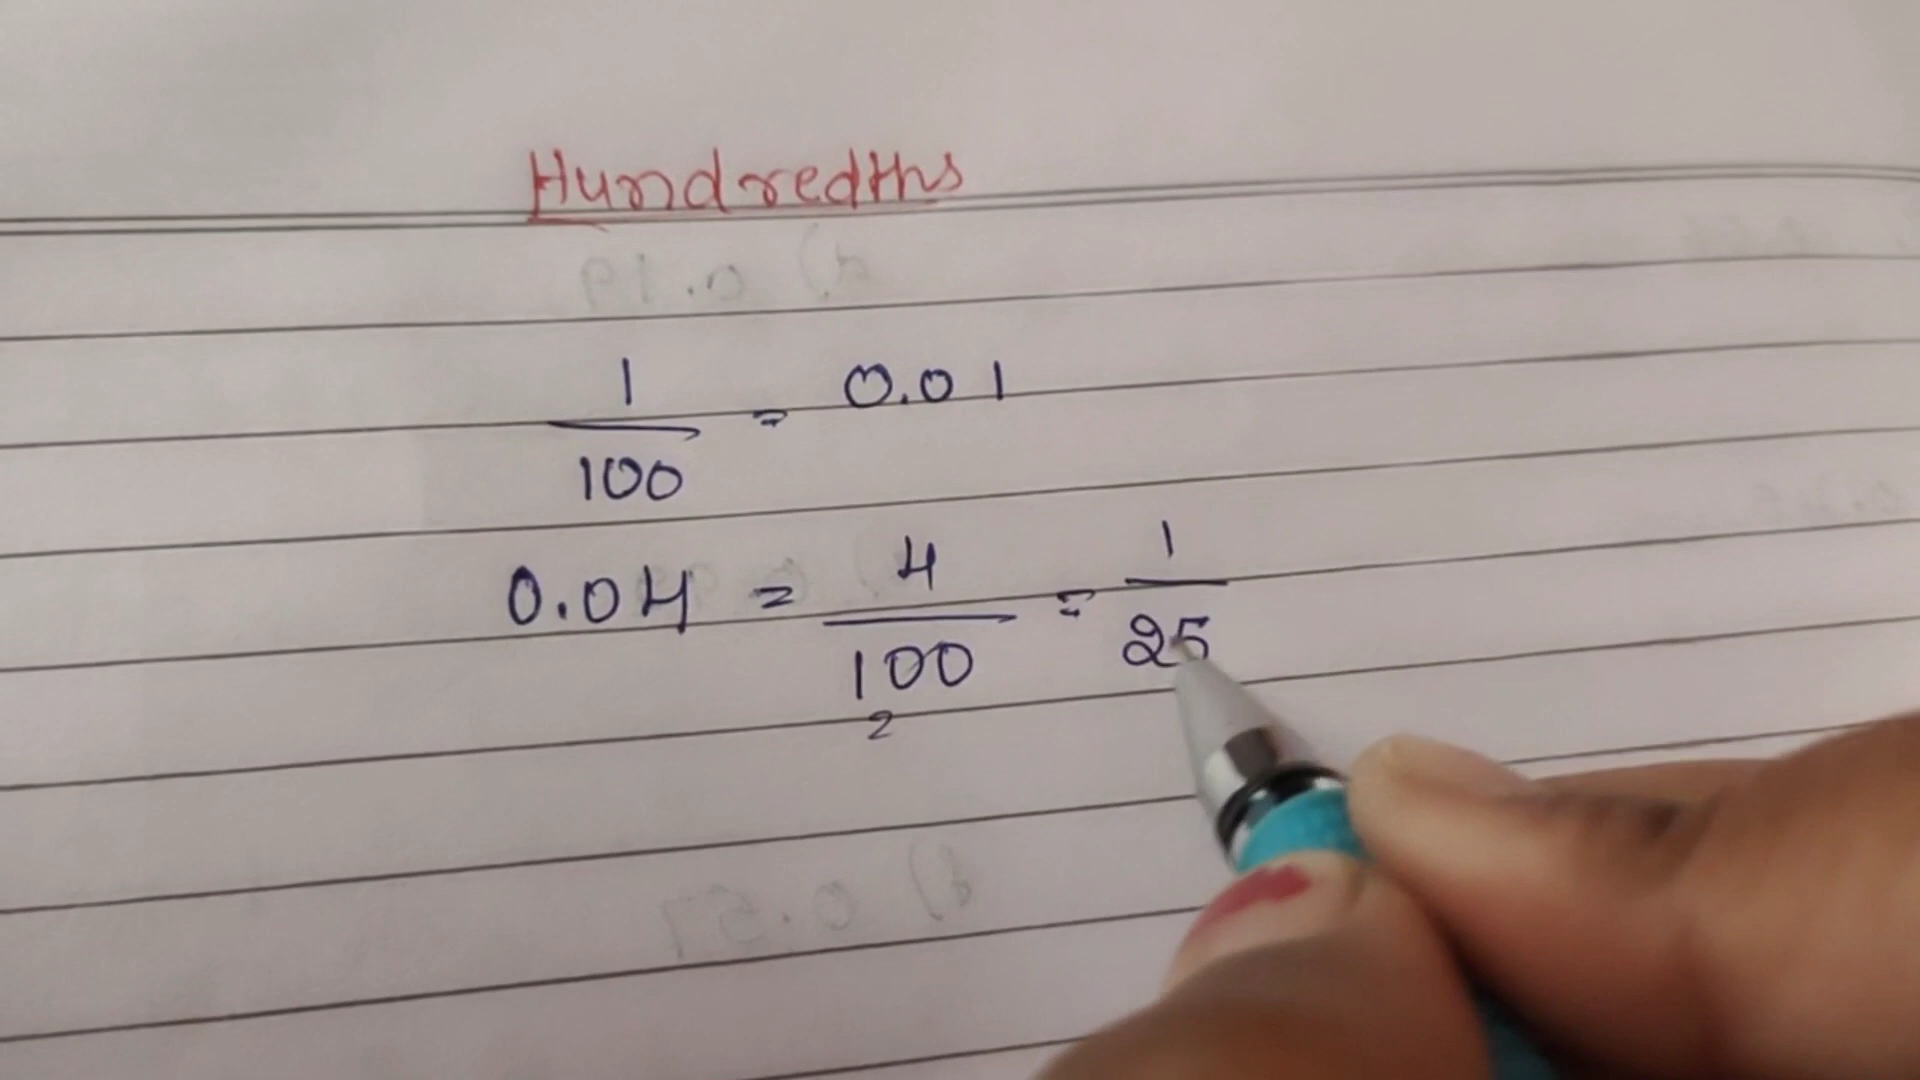 Hundredths
1/100 = 0.01
0.04 = 4/100 = 1/25
2